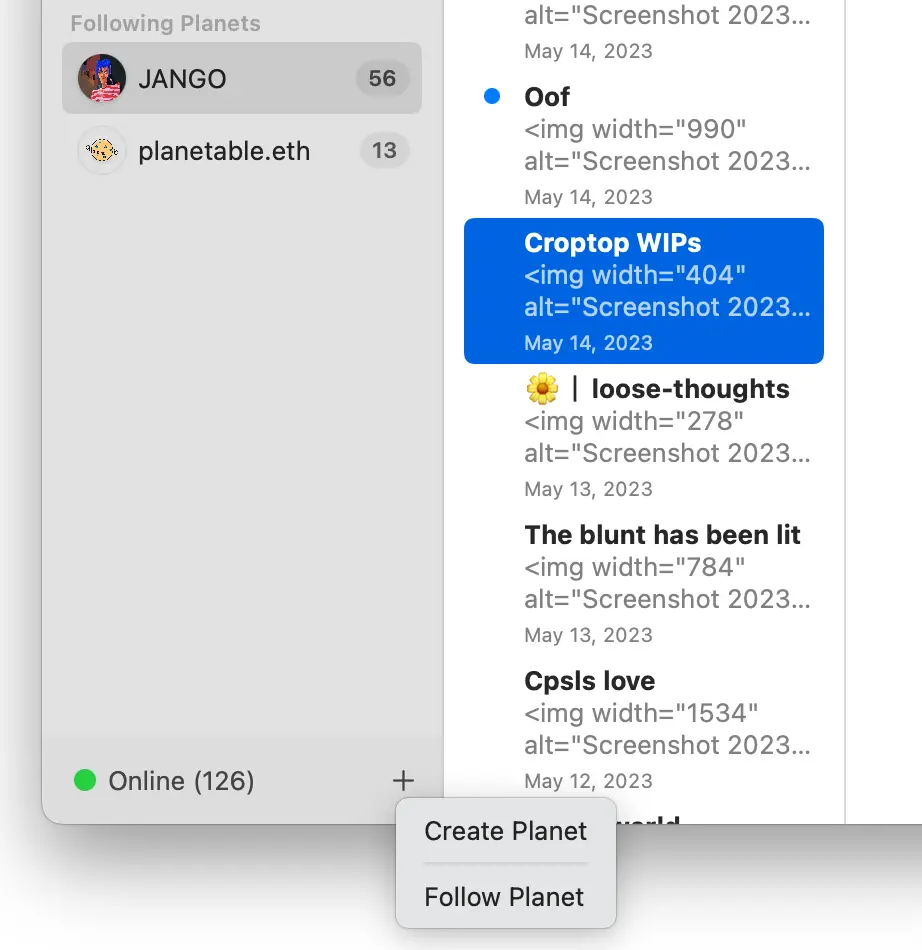 Following Planets
JANGO 56
planetable.eth 13
Online (126)
alt="Screenshot 2023...
May 14, 2023
Oof
<img width="990"
alt="Screenshot 2023...
May 14, 2023
Croptop WIPs
<img width="404"
alt="Screenshot 2023...
May 14, 2023
🌼 | loose-thoughts
<img width="278"
alt="Screenshot 2023...
May 13, 2023
The blunt has been lit
<img width="784"
alt="Screenshot 2023...
May 13, 2023
Cpsls love
<img width="1534"
alt="Screenshot 2023...
May 12, 2023
Create Planet
Follow Planet